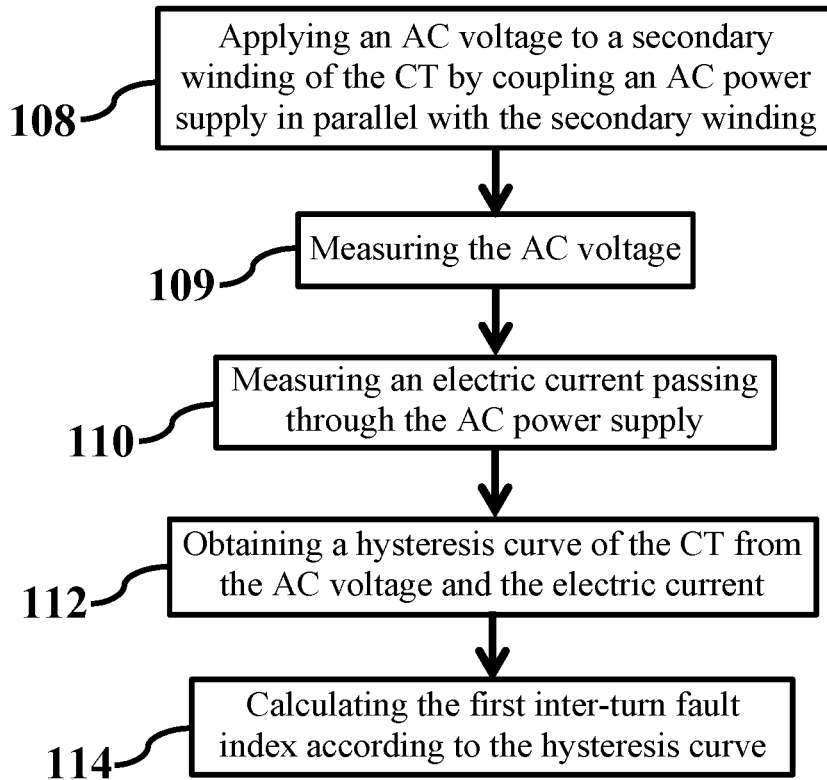 Applying an AC voltage to a secondary
winding of the CT by coupling an AC power
supply in parallel with the secondary winding
108
Measuring the AC voltage
109
Measuring an electric current passing
through the AC power supply
110
Obtaining a hysteresis curve of the CT from
the AC voltage and the electric current
112
Calculating the first inter-turn fault
index according to the hysteresis curve
114